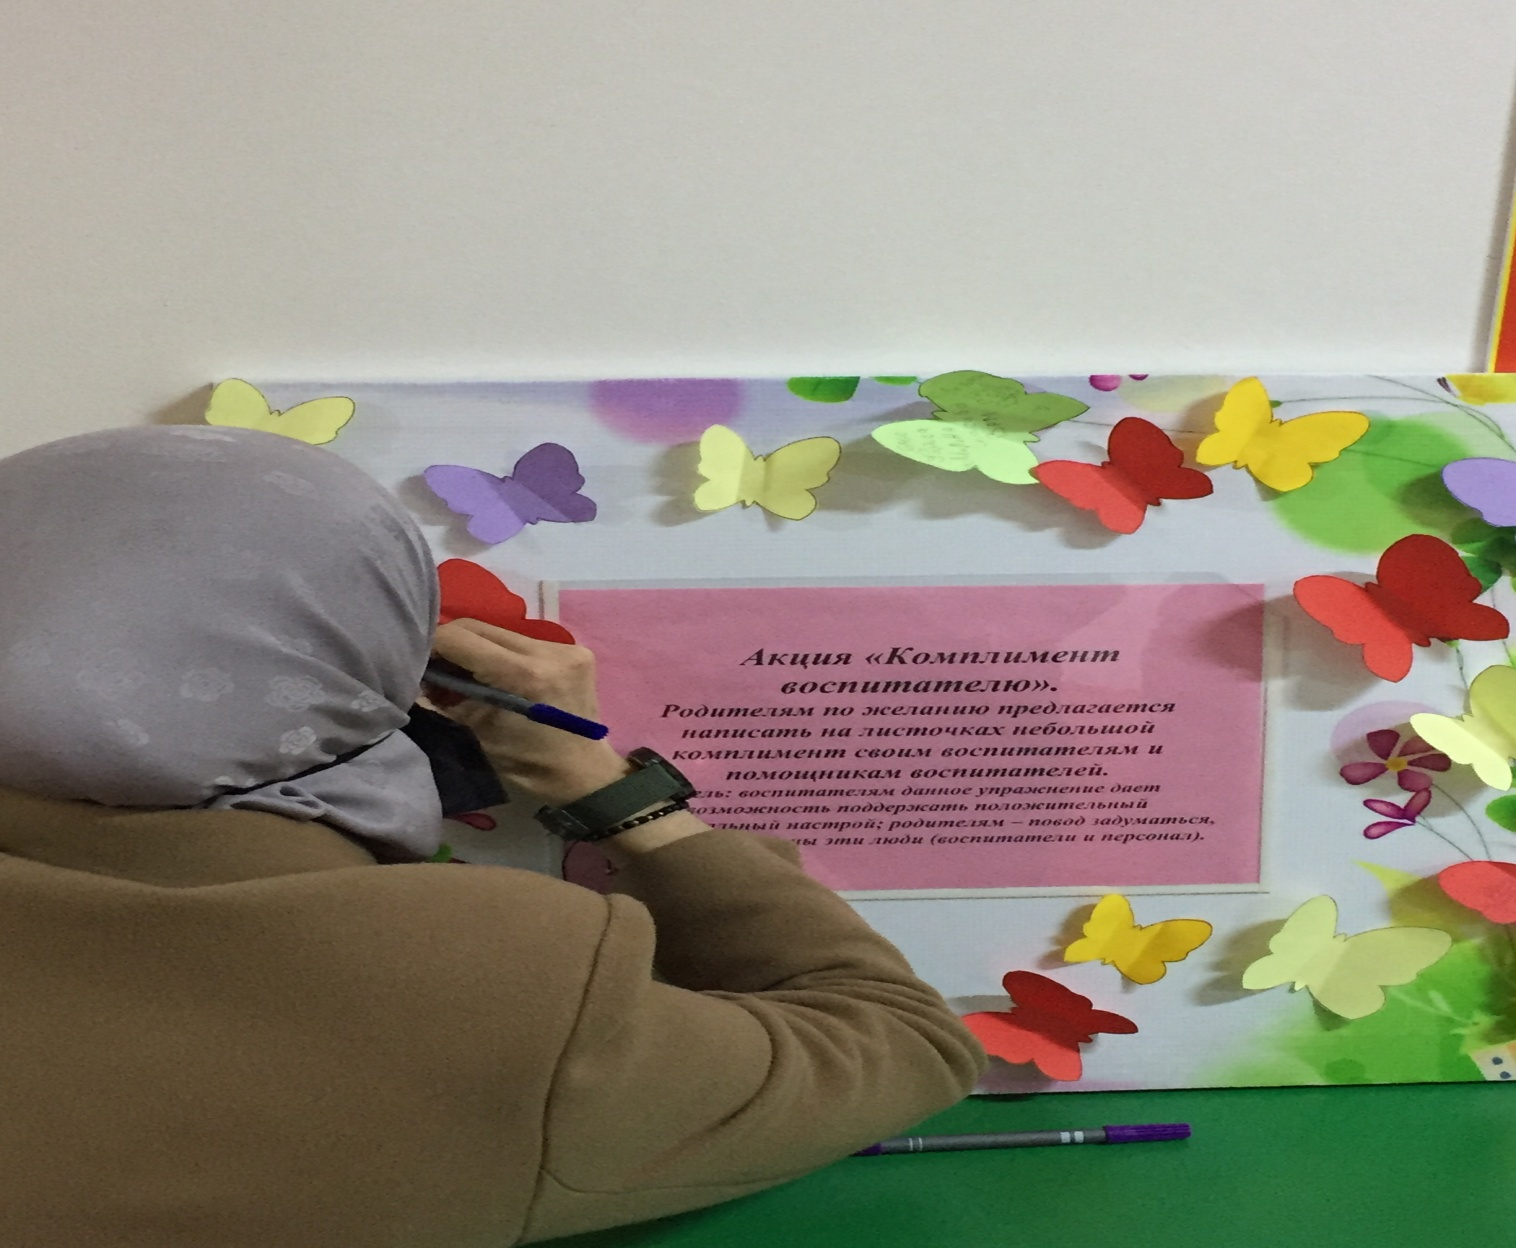 Акция «Комплимент
воспитателю».
Родителям по желанию предлагается
написать на листочках небольшой
комплимент своим воспитателям и
помощникам воспитателей.
воспитателям данное упражнение дает
возможность поддержать положительный
настрой; родителям – повод задуматься,
эти люди (воспитатели и персонал).